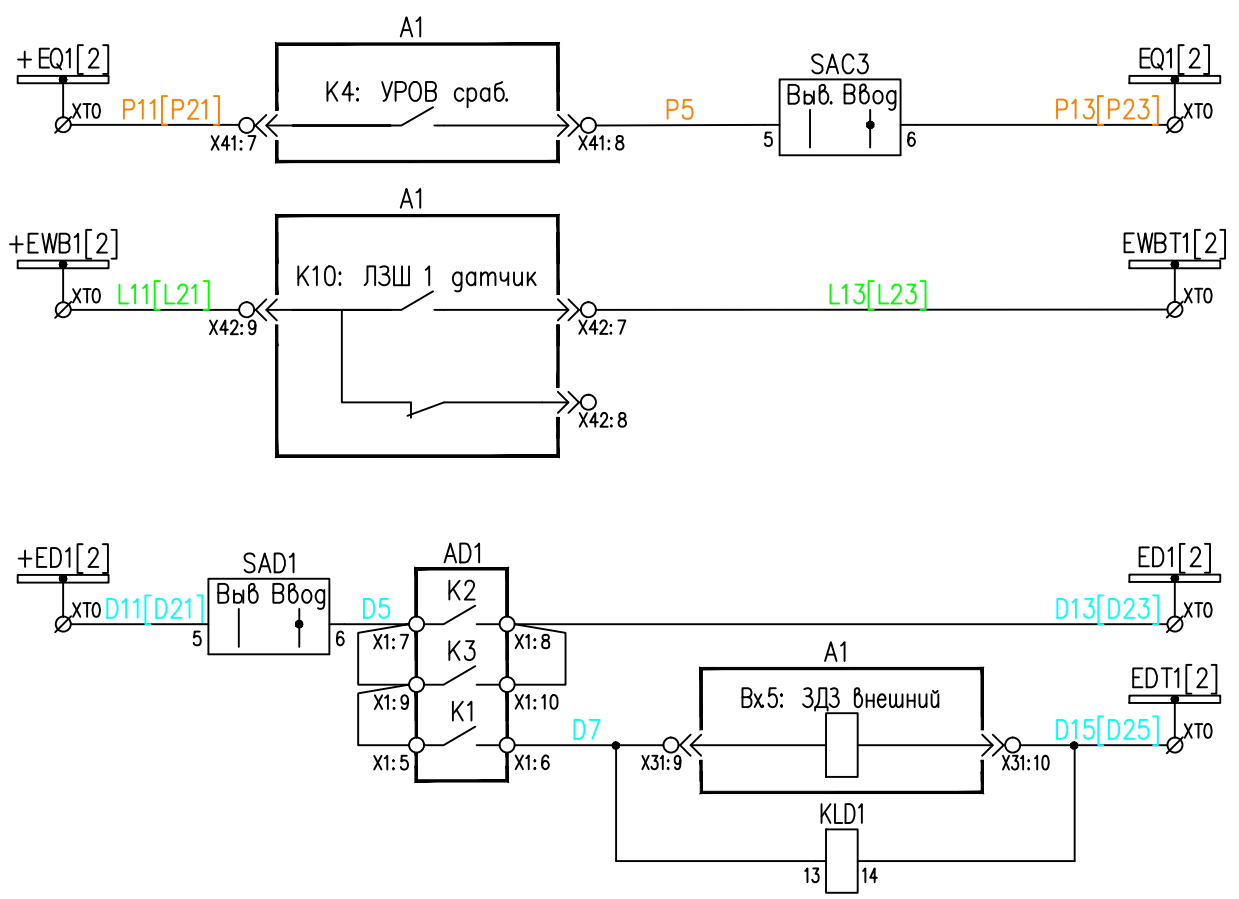 A1
+EQ1[2]
EQ1[2]
SAC3
K4: УРОВ сраб.
Выв. Ввод
XT0
P11[P21]
P5
P13[P23]
XT0
X41:7
X41:8
5
6
A1
+EWB1[2]
EWBT1[2]
K10: ЛЗШ 1 датчик
XT0
L11[L21]
L13[L23]
XT0
X42:9
X42:7
X42:8
+ED1[2]
SAD1
AD1
ED1[2]
Выв Ввод
K2
XT0
D11[D21]
D5
D13[D23]
XT0
5
6
X1:7
X1:8
K3
A1
X1:9
X1:10
EDT1[2]
K1
Вх.5: ЗДЗ внешний
D7
D15[D25]
XT0
X1:5
X1:6
X31:9
X31:10
KLD1
13
14